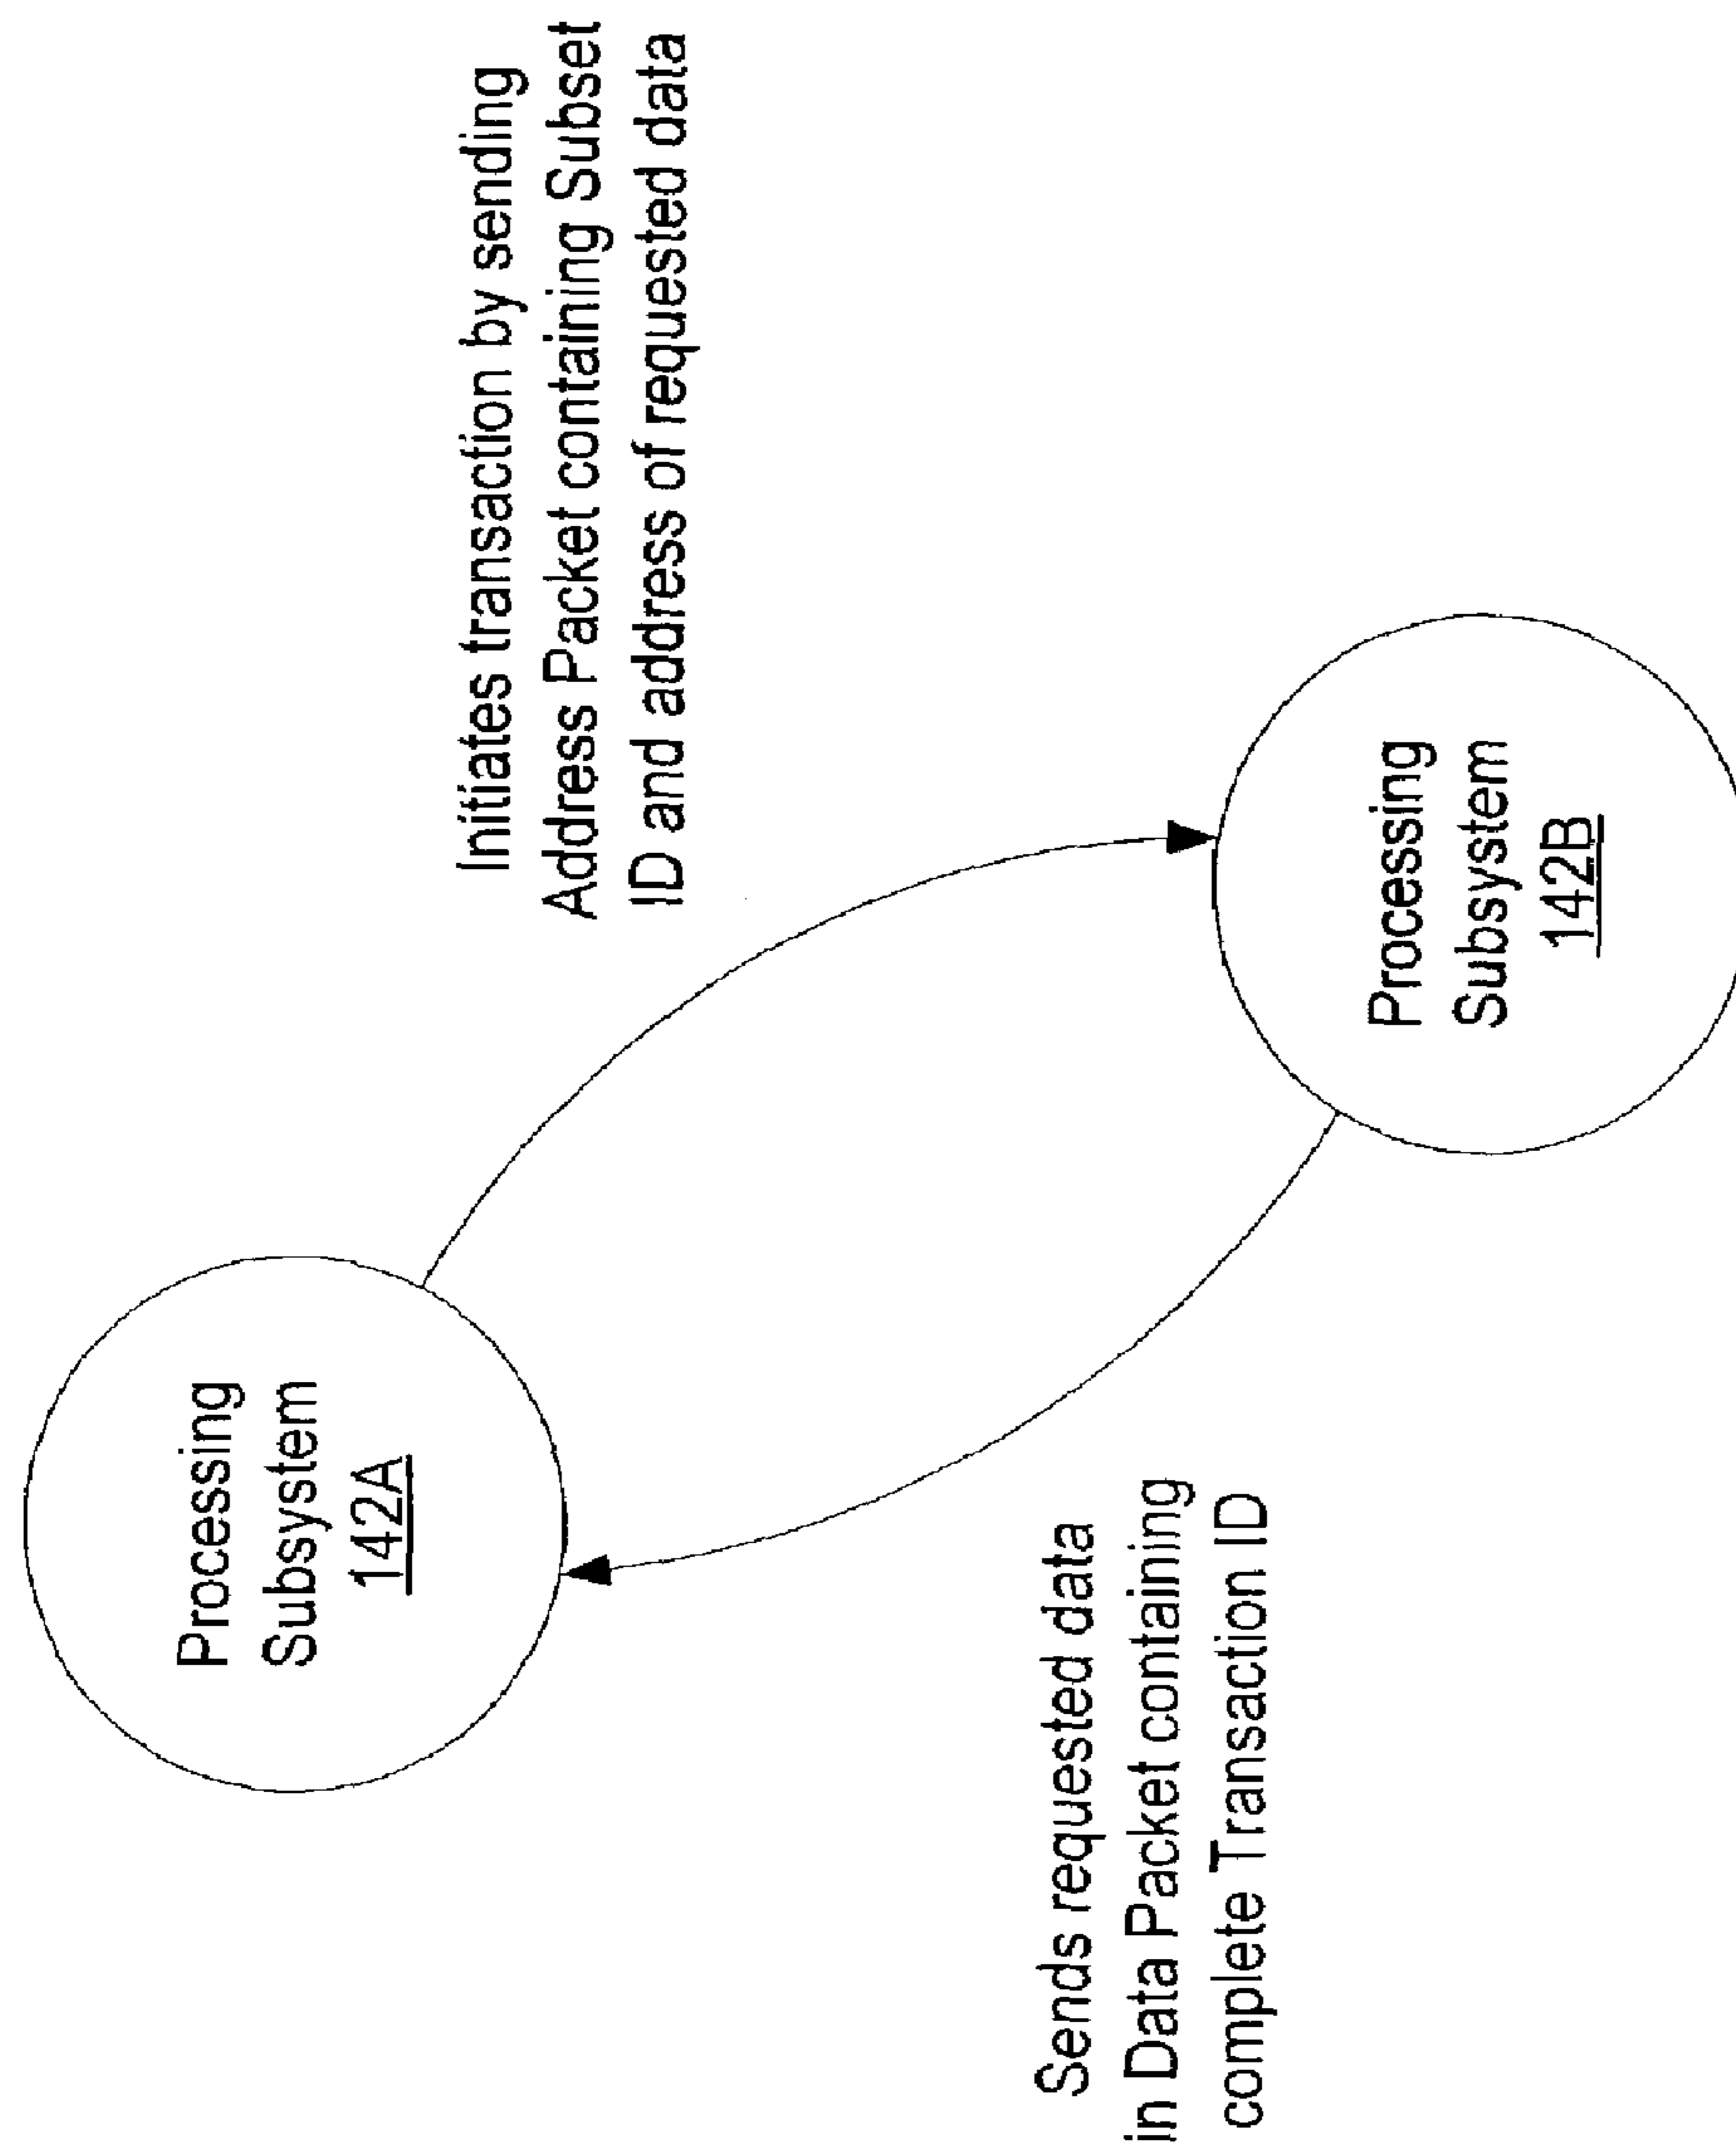 Processing
Subsystem
142A
Initiates transaction by sending
Address Packet containing Subset
ID and address of requested data
Sends requested data
in Data Packet containing
complete Transaction ID
Processing
Subsystem
142B